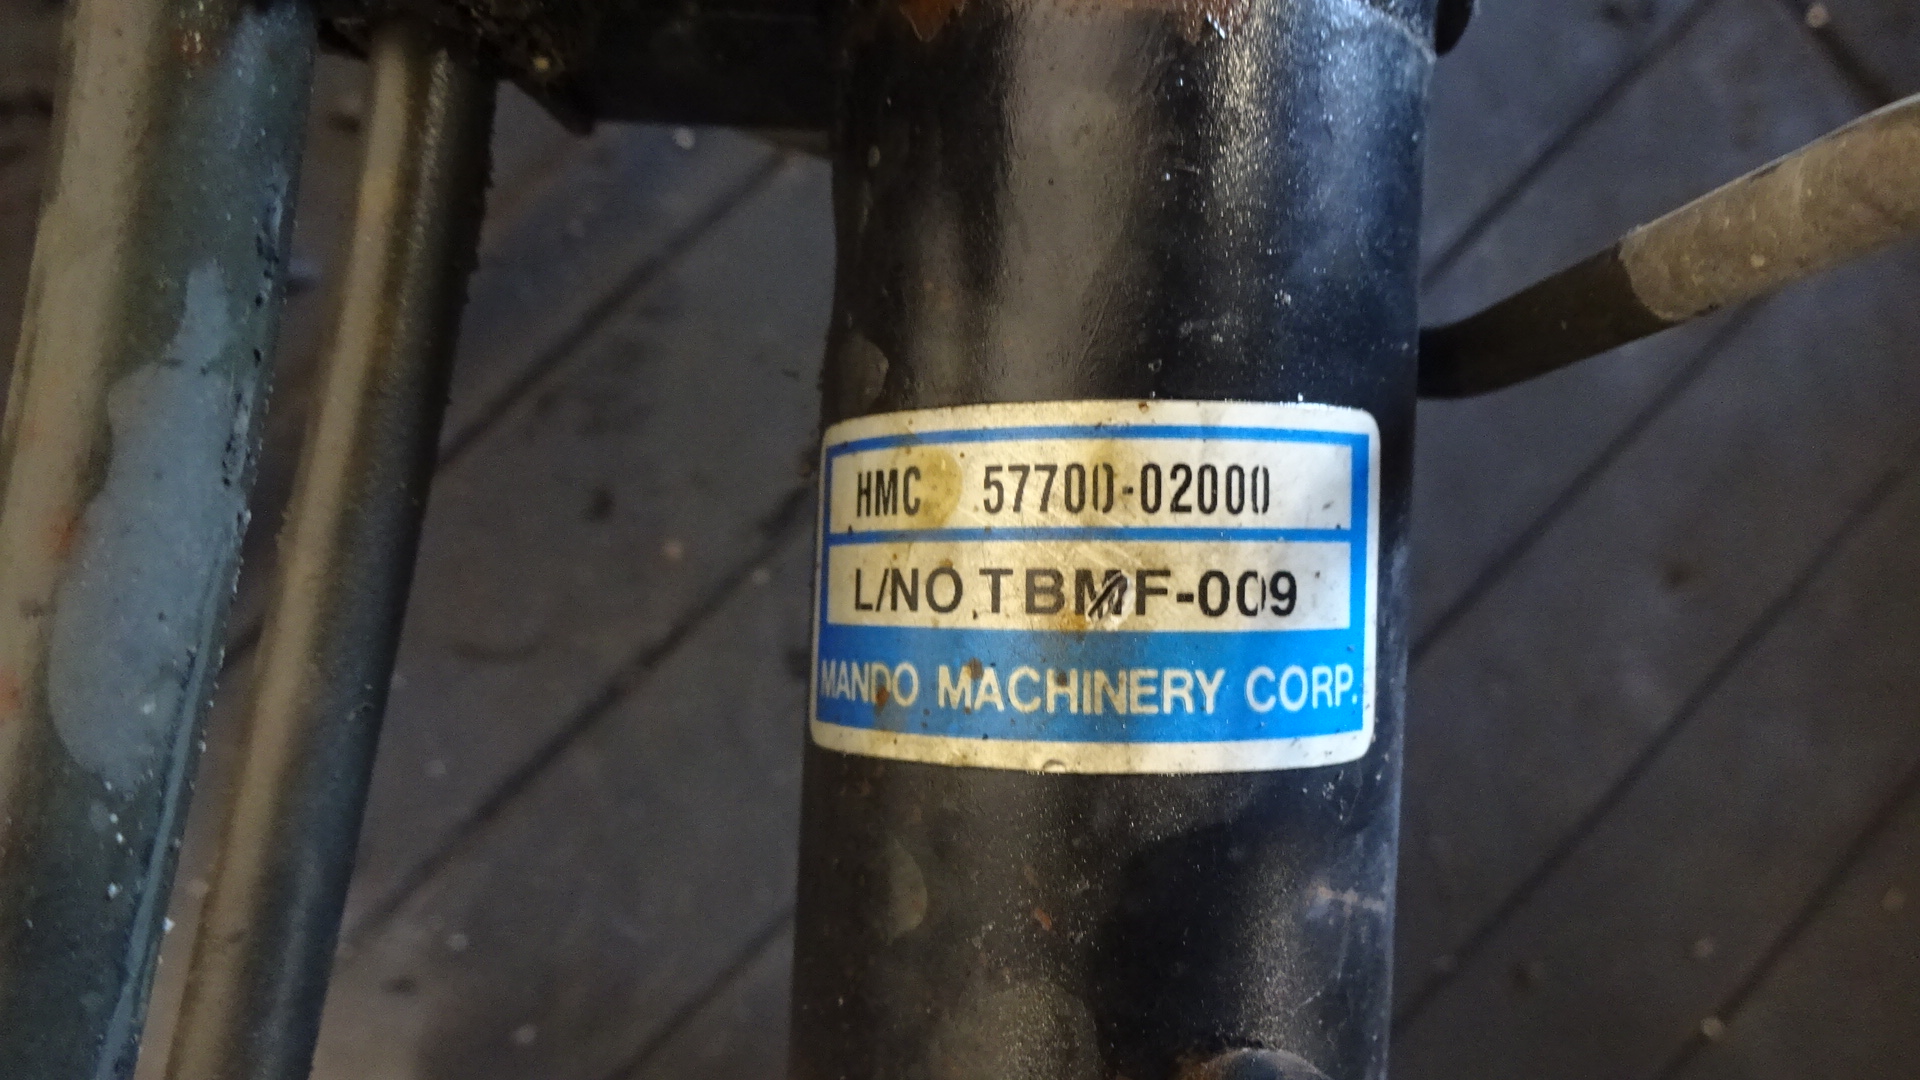 HMC 57700-02000
L/NO.TBMF-009
MANDO MACHINERY CORP.